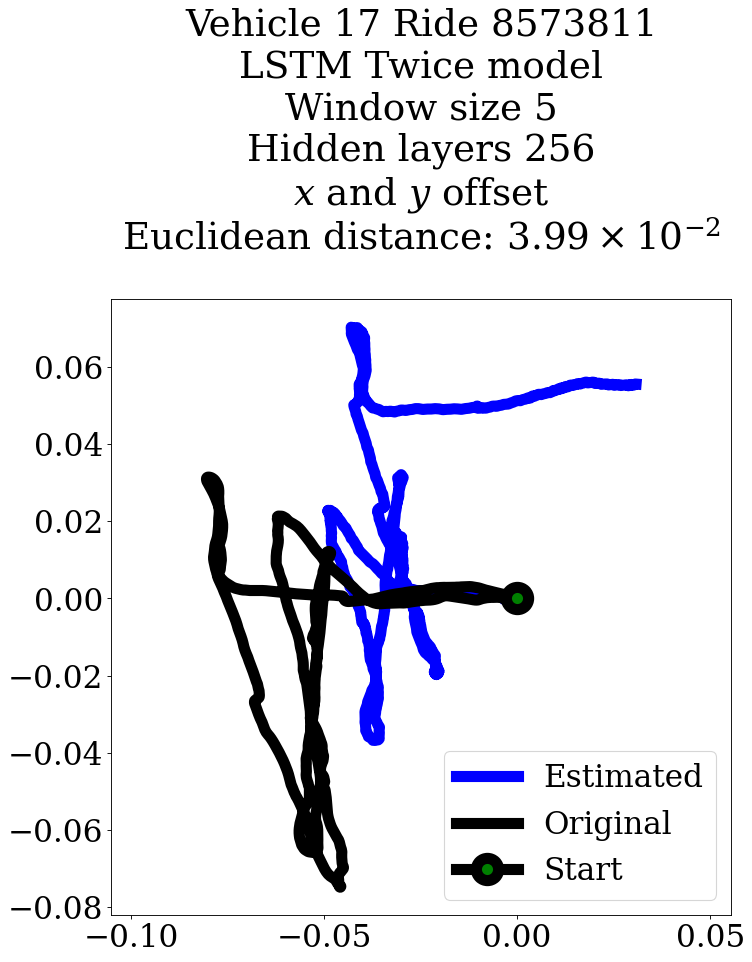 Vehicle 17 Ride 8573811
LSTM Twice model
Window size 5
Hidden layers 256
x and y offset
Euclidean distance: 3.99 × 10⁻²
0.06
0.04
0.02
0.00
−0.02
−0.04
−0.06
−0.08
Estimated
Original
Start
−0.10
−0.05
0.00
0.05